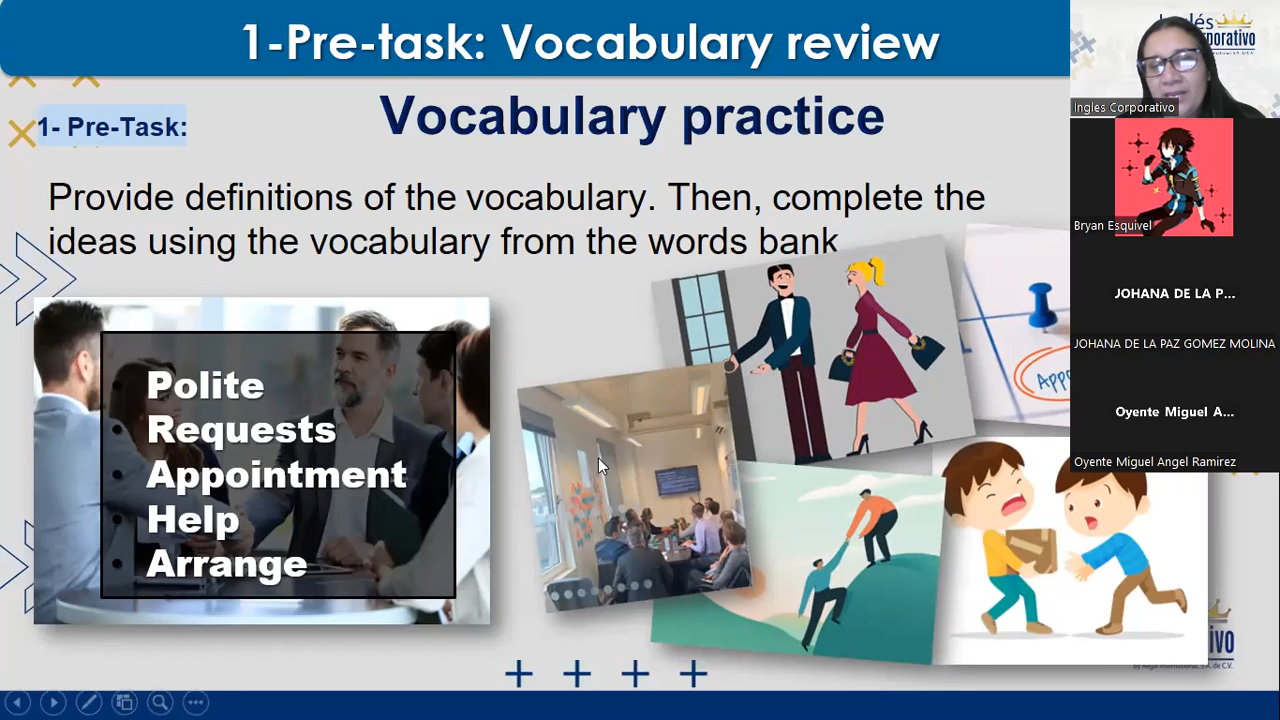 1-Pre-task: Vocabulary review
1- Pre-Task:
Vocabulary practice
Provide definitions of the vocabulary. Then, complete the
ideas using the vocabulary from the words bank
Polite
Requests
Appointment
Help
Arrange
Ingles Corporativo
Bryan Esquivel
JOHANA DE LA P...
JOHANA DE LA PAZ GOMEZ MOLINA
Oyente Miguel A...
Oyente Miguel Angel Ramirez